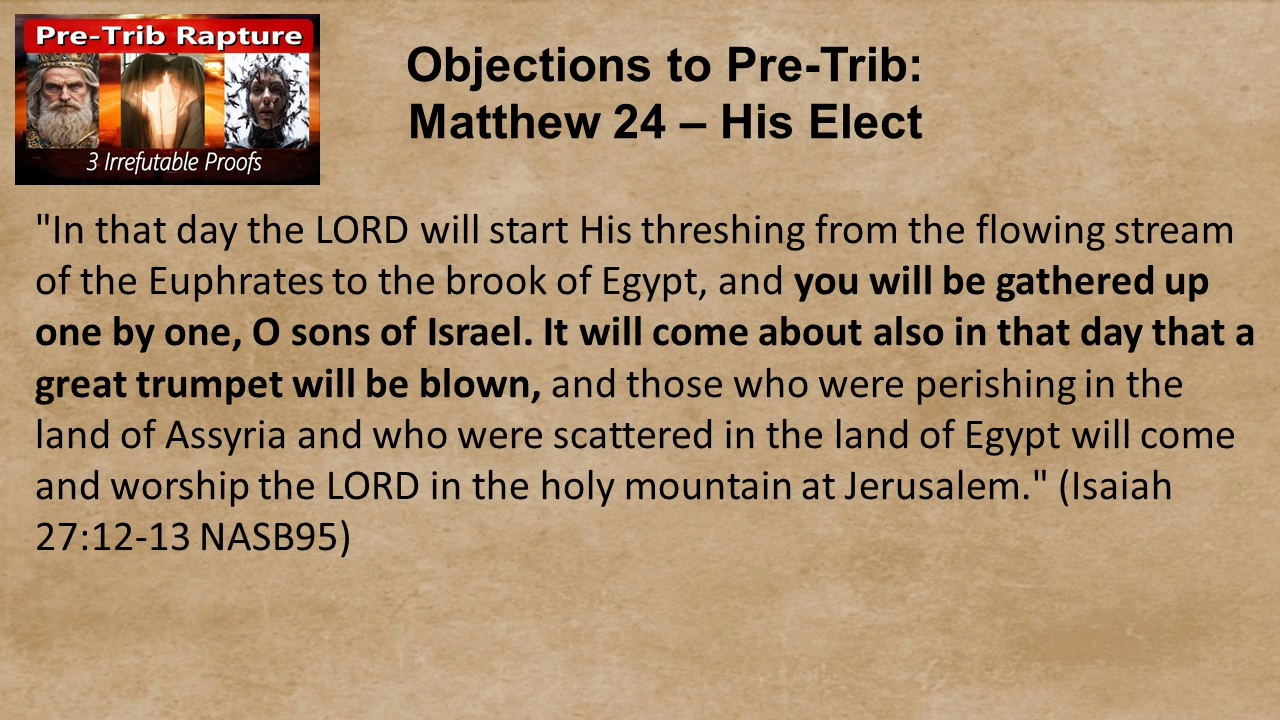 Pre-Trib Rapture
3 Irrefutable Proofs
Objections to Pre-Trib:
Matthew 24 – His Elect
"In that day the LORD will start His threshing from the flowing stream
of the Euphrates to the brook of Egypt, and you will be gathered up
one by one, O sons of Israel. It will come about also in that day that a
great trumpet will be blown, and those who were perishing in the
land of Assyria and who were scattered in the land of Egypt will come
and worship the LORD in the holy mountain at Jerusalem." (Isaiah
27:12-13 NASB95)